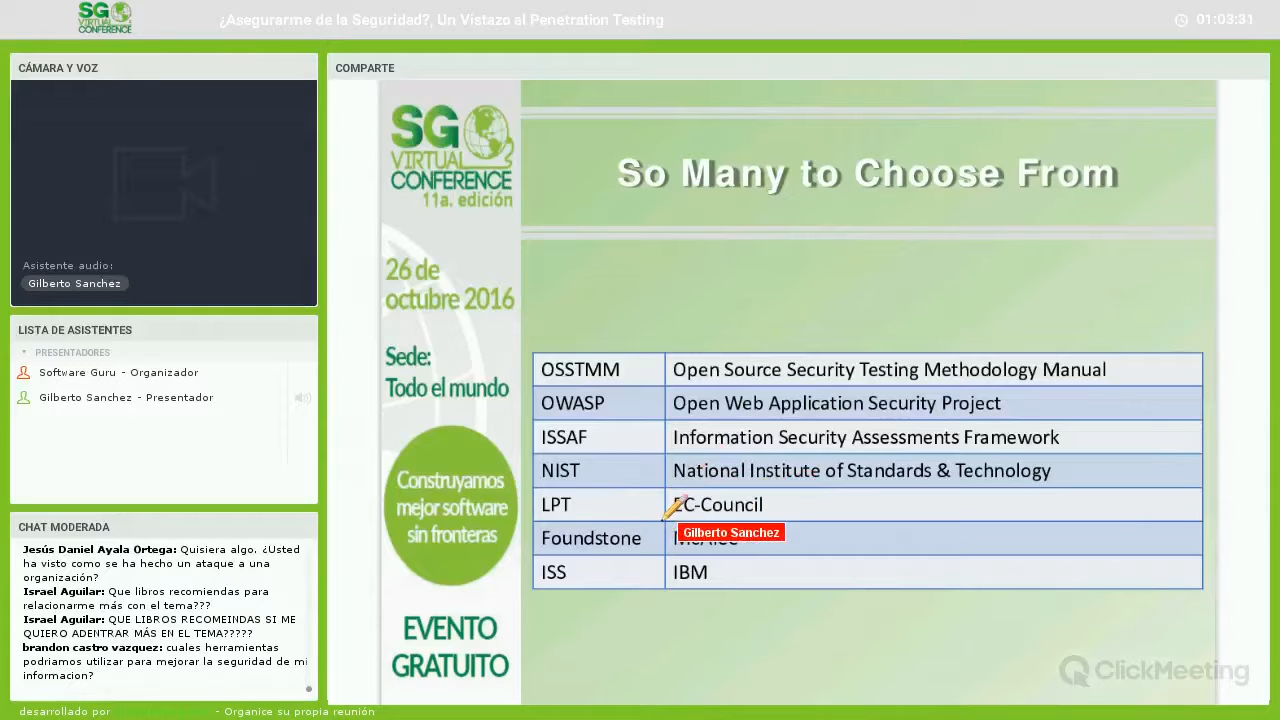 SG
VIRTUAL
CONFERENCE
¿Asegurarme de la Seguridad?, Un Vistazo al Penetration Testing
01:03:31
CÁMARA Y VOZ
Asistente audio:
Gilberto Sanchez
LISTA DE ASISTENTES
PRESENTADORES
Software Guru - Organizador
Gilberto Sanchez - Presentador
CHAT MODERADA
Jesús Daniel Ayala Ortega: Quisiera algo. ¿Usted
ha visto como se ha hecho un ataque a una
organización?
Israel Aguilar: Que libros recomiendas para
relacionarme más con el tema???
Israel Aguilar: QUE LIBROS RECOMEINDAS SI ME
QUIERO ADENTRAR MÁS EN EL TEMA?????
brandon castro vazquez: cuales herramientas
podriamos utilizar para mejorar la seguridad de mi
informacion?
desarrollado por - Organice su propia reunión
COMPARTE
SG
VIRTUAL
CONFERENCE
11a. edición
26 de
octubre 2016
Sede:
Todo el mundo
Construyamos
mejor software
sin fronteras
EVENTO
GRATUITO
So Many to Choose From
OSSTMM Open Source Security Testing Methodology Manual
OWASP Open Web Application Security Project
ISSAF Information Security Assessments Framework
NIST National Institute of Standards & Technology
LPT EC-Council
Gilberto Sanchez
Foundstone McAfee
ISS IBM
ClickMeeting